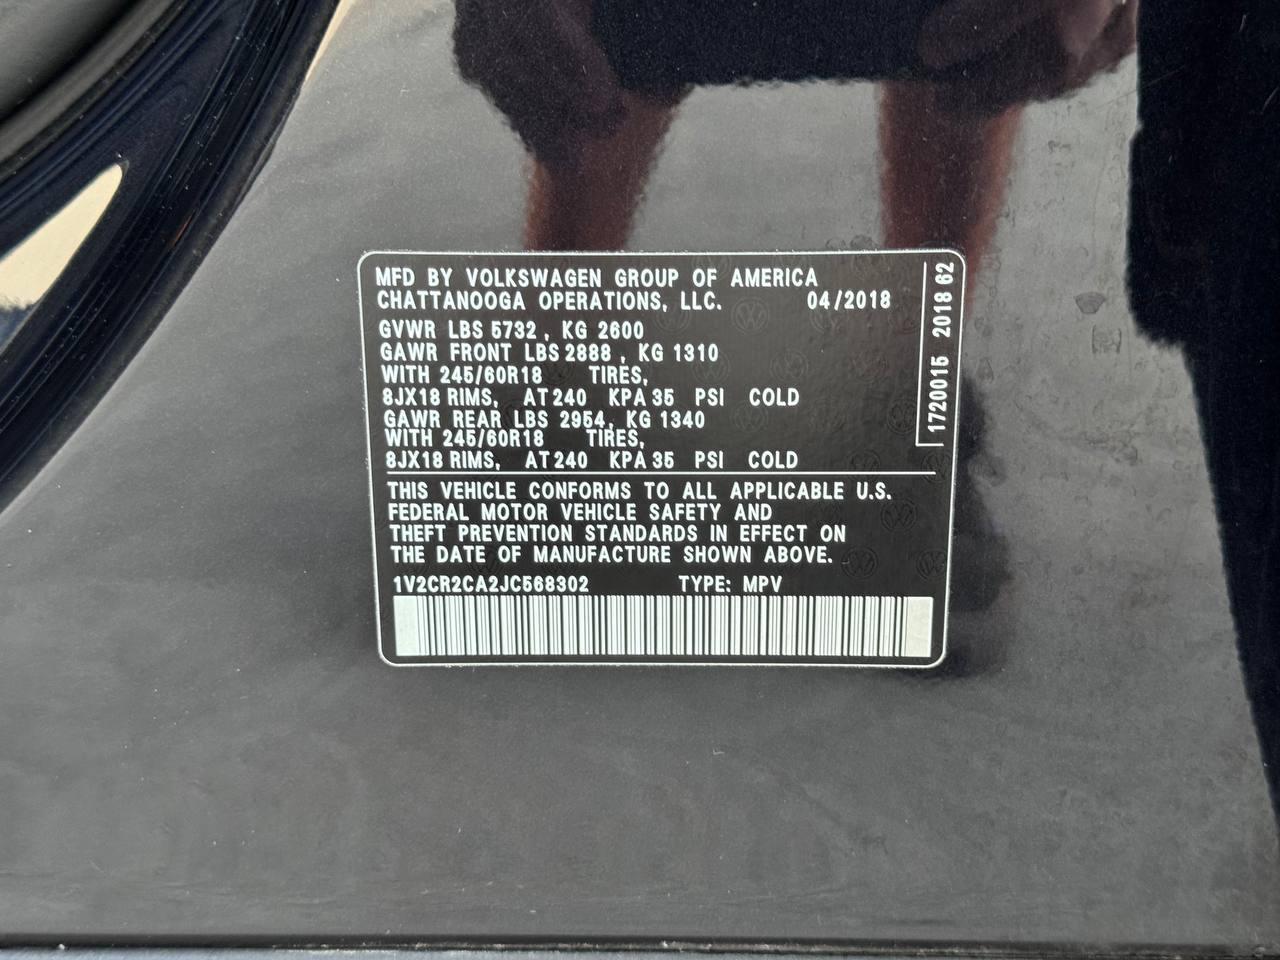 MFD BY VOLKSWAGEN GROUP OF AMERICA
CHATTANOOGA OPERATIONS, LLC. 04/2018
GVWR LBS 5732 , KG 2600
GAWR FRONT LBS 2888 , KG 1310
WITH 245/60R18 TIRES,
8JX18 RIMS, AT 240 KPA 35 PSI COLD
GAWR REAR LBS 2954, KG 1340
WITH 245/60R18 TIRES,
8JX18 RIMS, AT 240 KPA 35 PSI COLD
THIS VEHICLE CONFORMS TO ALL APPLICABLE U.S.
FEDERAL MOTOR VEHICLE SAFETY AND
THEFT PREVENTION STANDARDS IN EFFECT ON
THE DATE OF MANUFACTURE SHOWN ABOVE.
1V2CR2CA2JC568302 TYPE: MPV
1720015 2018 62